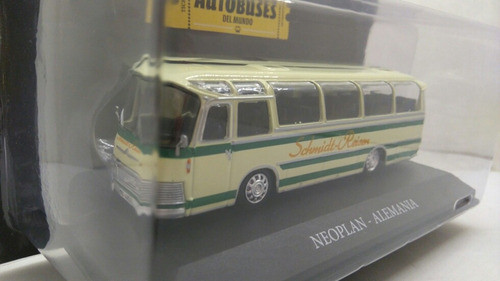 AUTOBUSES
DEL MUNDO
Schmidt-Reisen
NEOPLAN - ALEMANIA